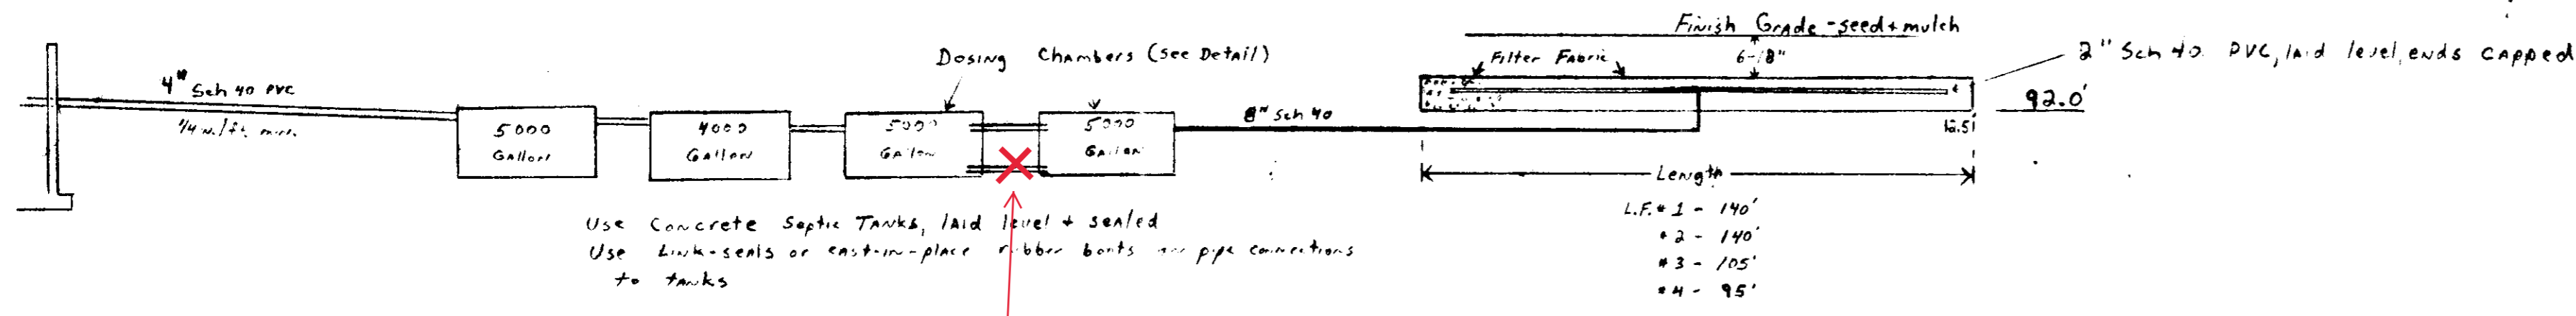 Finish Grade - seed + mulch
Dosing Chambers (See Detail)
Filter Fabric
6-18"
2" Sch 40 PVC, laid level, ends capped
4" Sch 40 PVC
1/4 in/ft min.
92.0'
5000
Gallon
4000
Gallon
5000
Gallon
5000
Gallon
8" Sch 40
12.5'
Length
Use Concrete Septic Tanks, laid level + sealed
Use Link-seals or cast-in-place rubber boots pipe connections
to tanks
L.F. #1 - 140'
#2 - 140'
#3 - 105'
#4 - 95'